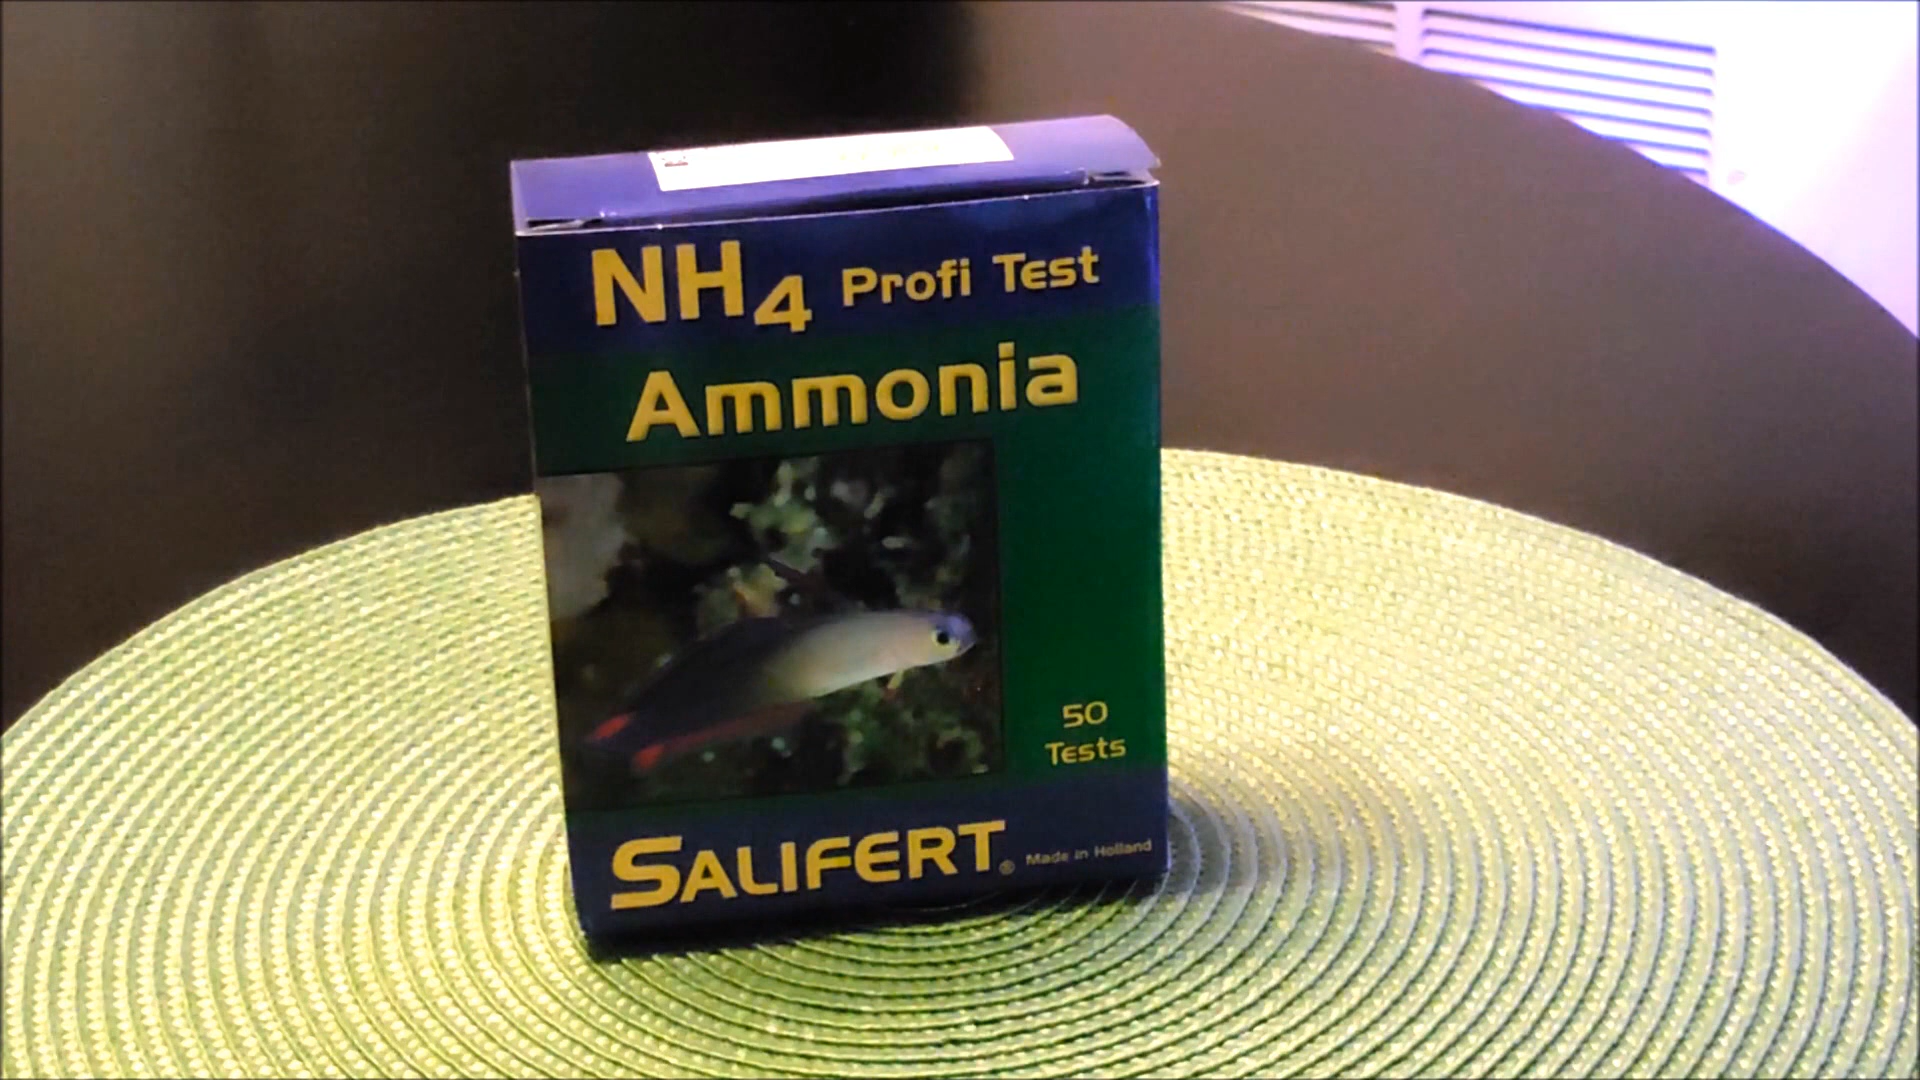 NH4 Profi Test
Ammonia
50
Tests
SALIFERT® Made in Holland